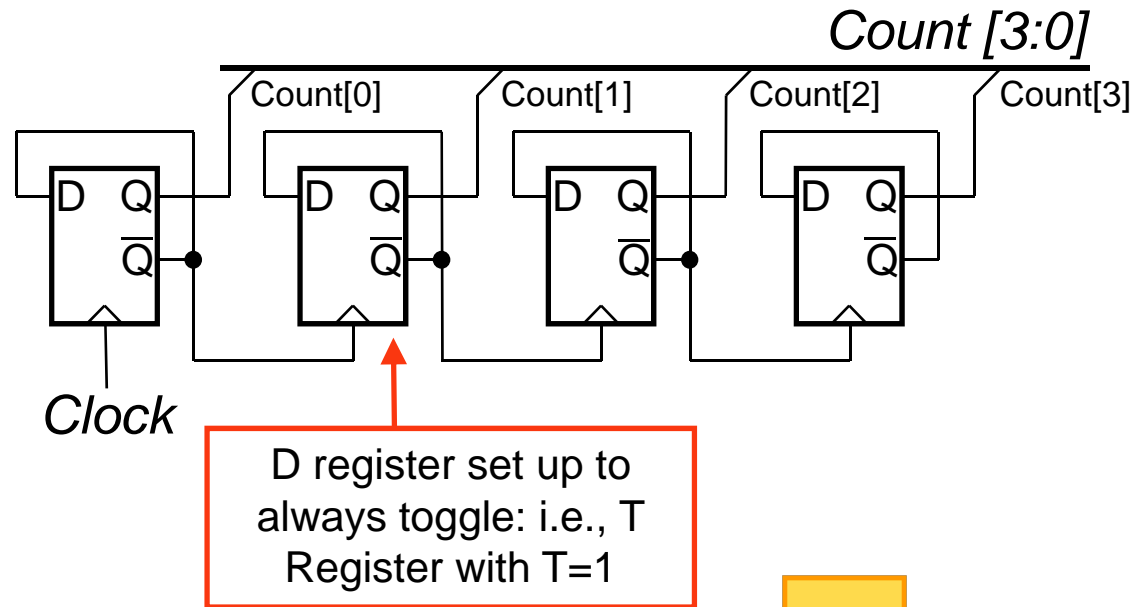 Count [3:0]
Count[0] Count[1] Count[2] Count[3]
D Q D Q D Q D Q
Q Q Q Q
Clock
D register set up to
always toggle: i.e., T
Register with T=1